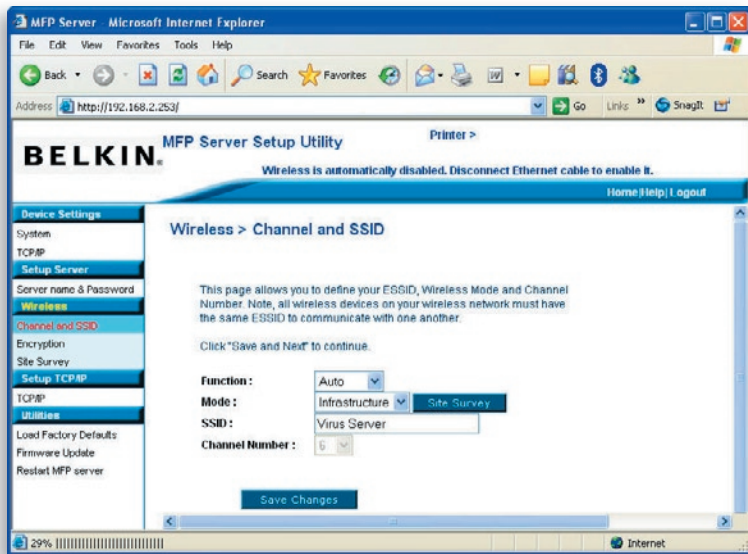 MFP Server - Microsoft Internet Explorer
File Edit View Favorites Tools Help
Back Search Favorites
Address http://192.168.2.253/ Go Links » SnagIt
BELKIN.
MFP Server Setup Utility
Printer >
Wireless is automatically disabled. Disconnect Ethernet cable to enable it.
Home|Help| Logout
Device Settings
System
TCP/IP
Setup Server
Server name & Password
Wireless
Channel and SSID
Encryption
Site Survey
Setup TCP/IP
TCP/IP
Utilities
Load Factory Defaults
Firmware Update
Restart MFP server
Wireless > Channel and SSID
This page allows you to define your ESSID, Wireless Mode and Channel
Number. Note, all wireless devices on your wireless network must have
the same ESSID to communicate with one another.
Click "Save and Next" to continue.
Function : Auto
Mode : Infrastructure Site Survey
SSID : Virus Server
Channel Number : 6
Save Changes
29% Internet